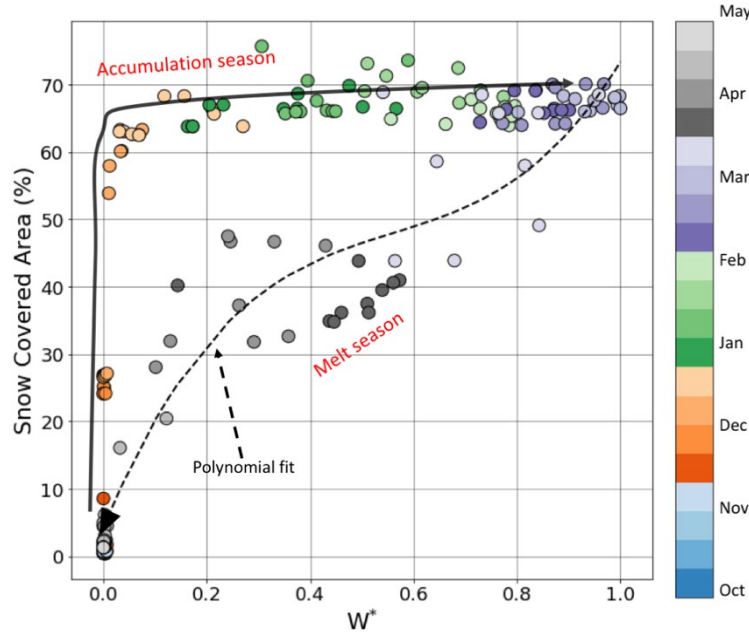 Accumulation season
Melt season
Polynomial fit
Snow Covered Area (%)
70
60
50
40
30
20
10
0
0.0 0.2 0.4 0.6 0.8 1.0
W*
May
Apr
Mar
Feb
Jan
Dec
Nov
Oct